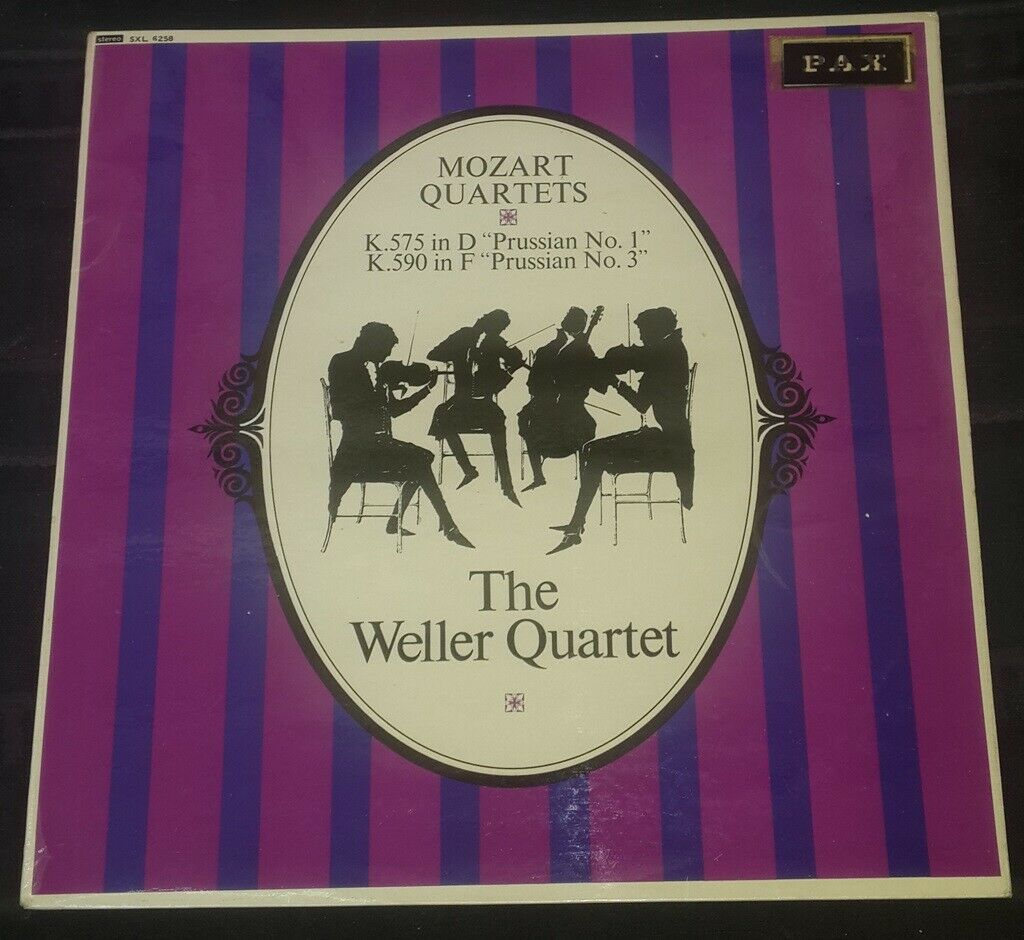 stereo SXL 6258
PAX
MOZART
QUARTETS
K.575 in D “Prussian No. 1”
K.590 in F “Prussian No. 3”
The
Weller Quartet